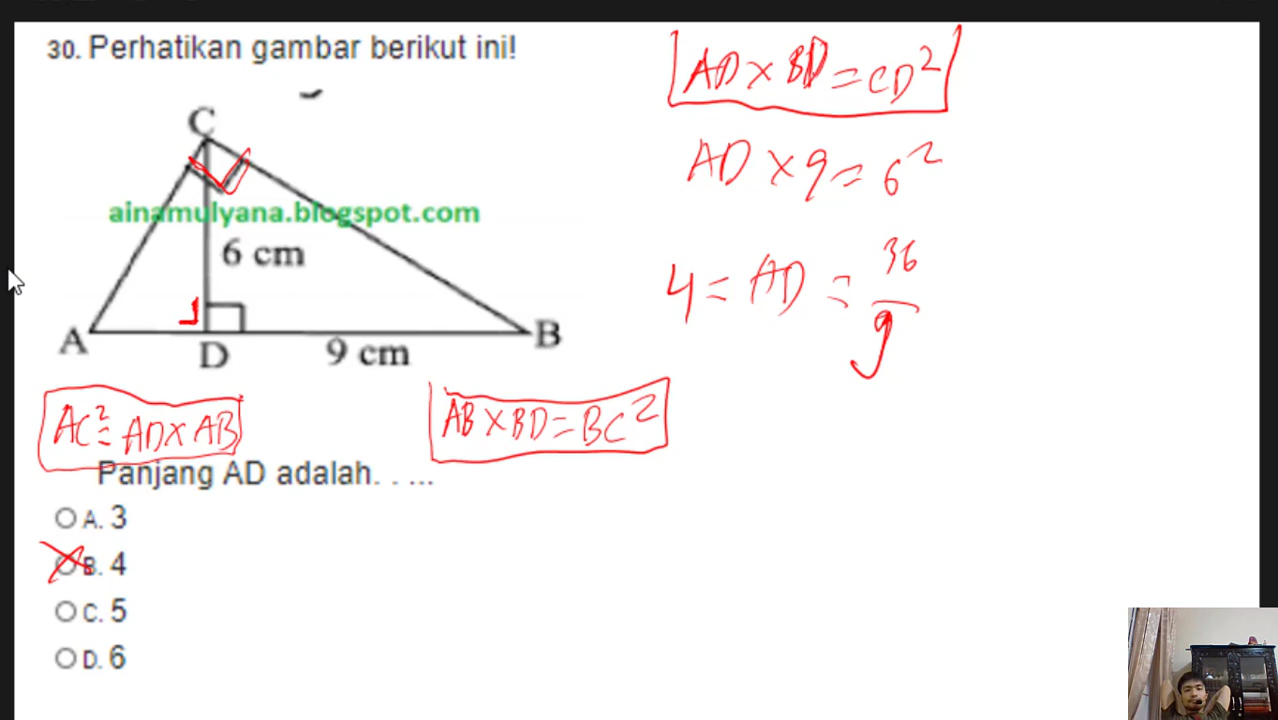 30. Perhatikan gambar berikut ini!
AD × BD = CD²
C
AD × 9 = 6²
ainamulyana.blogspot.com
6 cm
4 = AD = 36
9
A
D
9 cm
B
AC² = AD × AB
AB × BD = BC²
Panjang AD adalah. . ...
A. 3
B. 4
C. 5
D. 6